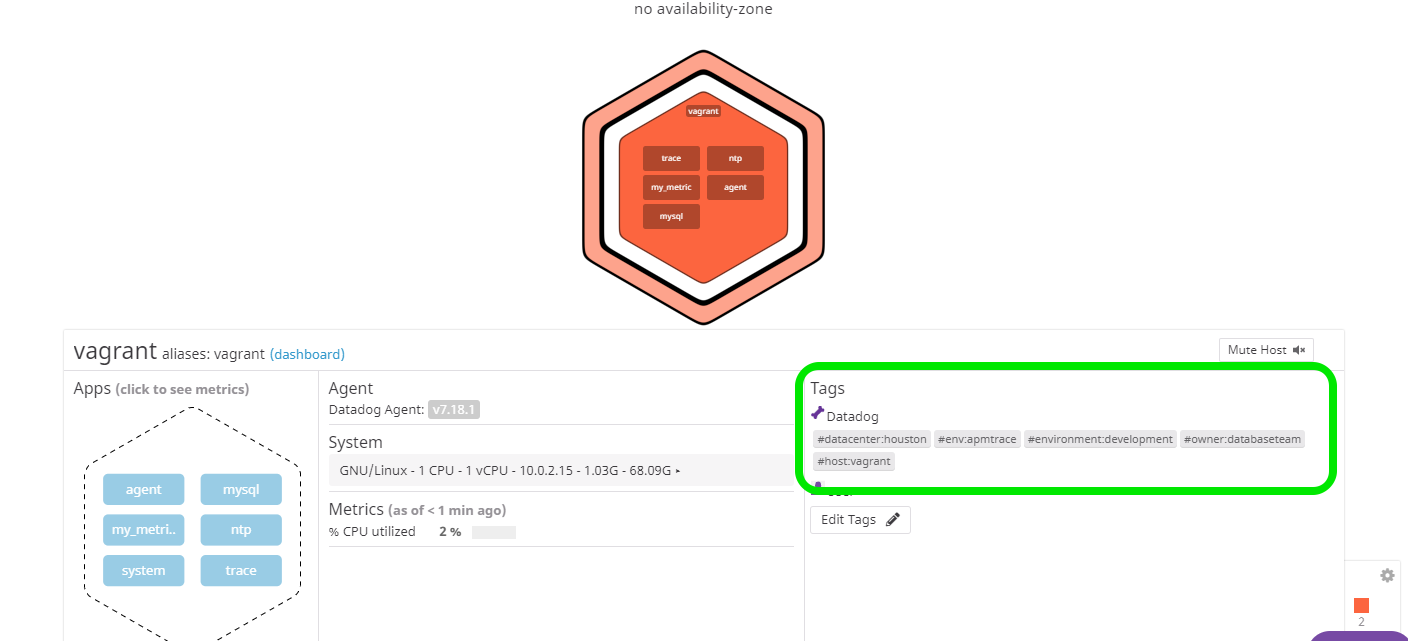 no availability-zone
vagrant
trace ntp
my_metric agent
mysql
vagrant aliases: vagrant (dashboard)
Mute Host
Apps (click to see metrics)
agent mysql
my_metri.. ntp
system trace
Agent
Datadog Agent: v7.18.1
System
GNU/Linux - 1 CPU - 1 vCPU - 10.0.2.15 - 1.03G - 68.09G
Metrics (as of < 1 min ago)
% CPU utilized 2 %
Tags
Datadog
#datacenter:houston #env:apmtrace #environment:development #owner:databaseteam
#host:vagrant
Edit Tags
2